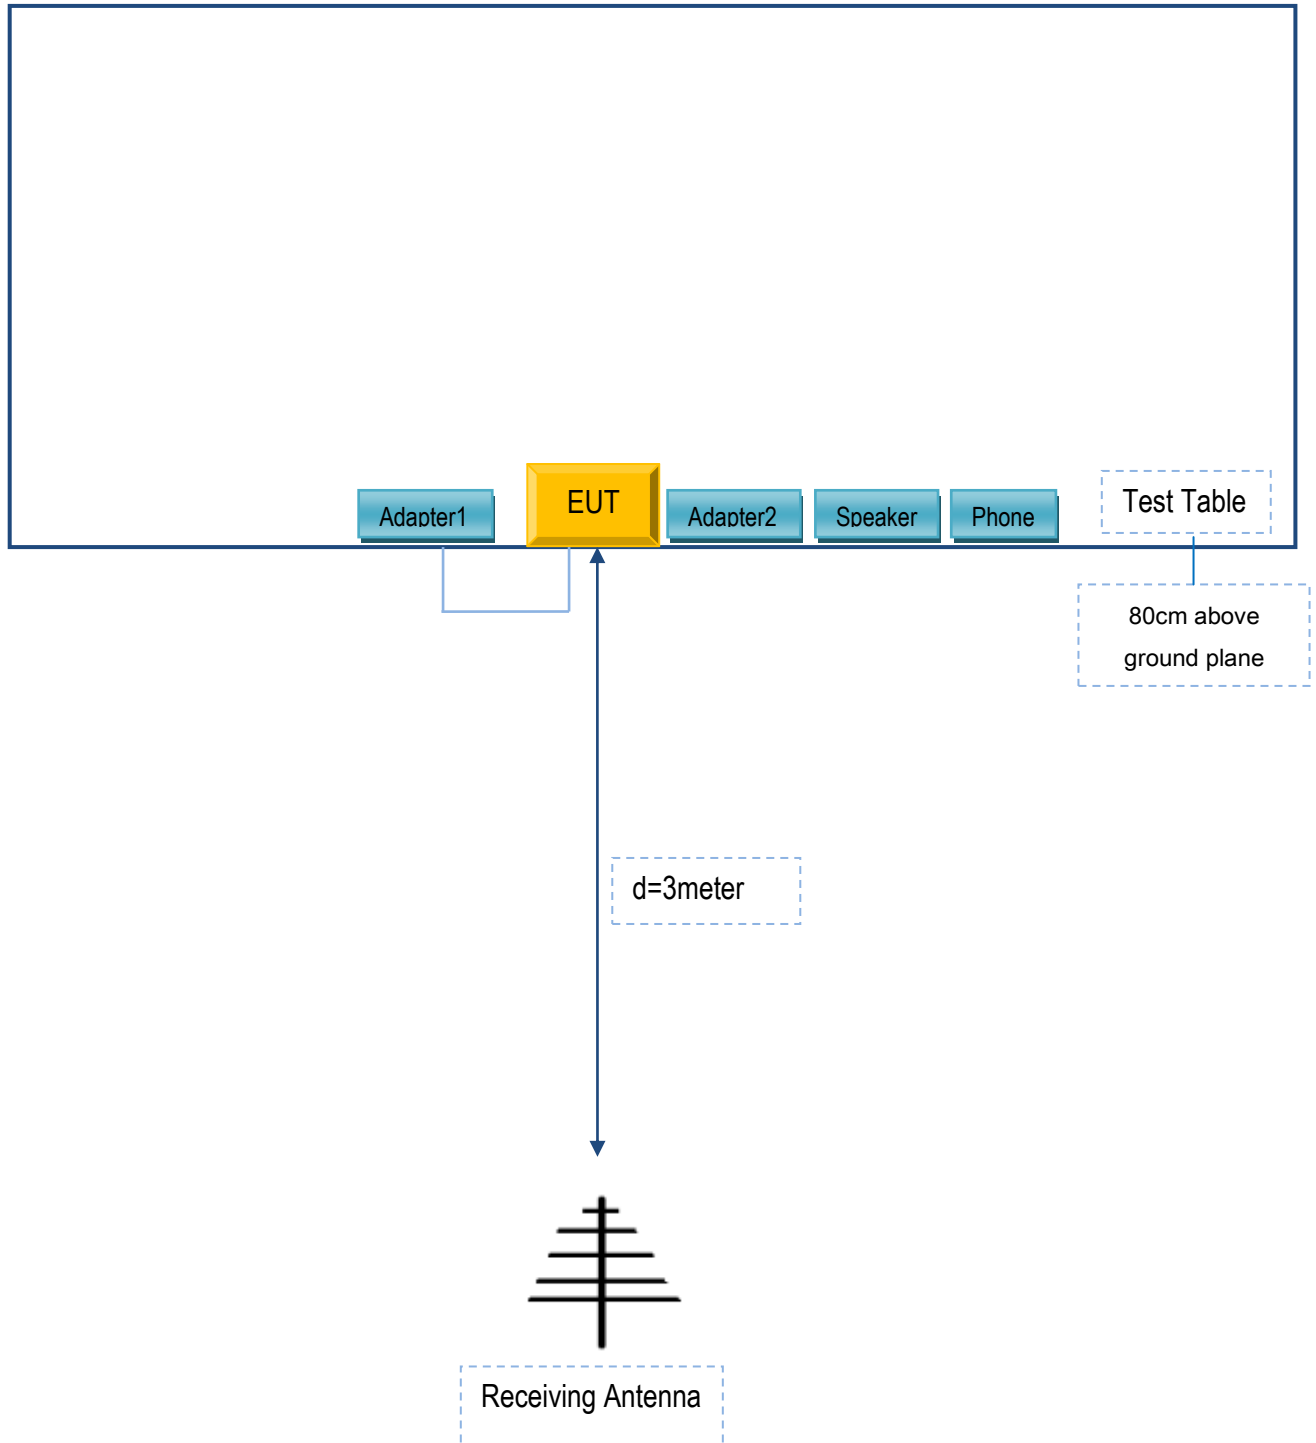 Adapter1
EUT
Adapter2
Speaker
Phone
Test Table
80cm above
ground plane
d=3meter
Receiving Antenna